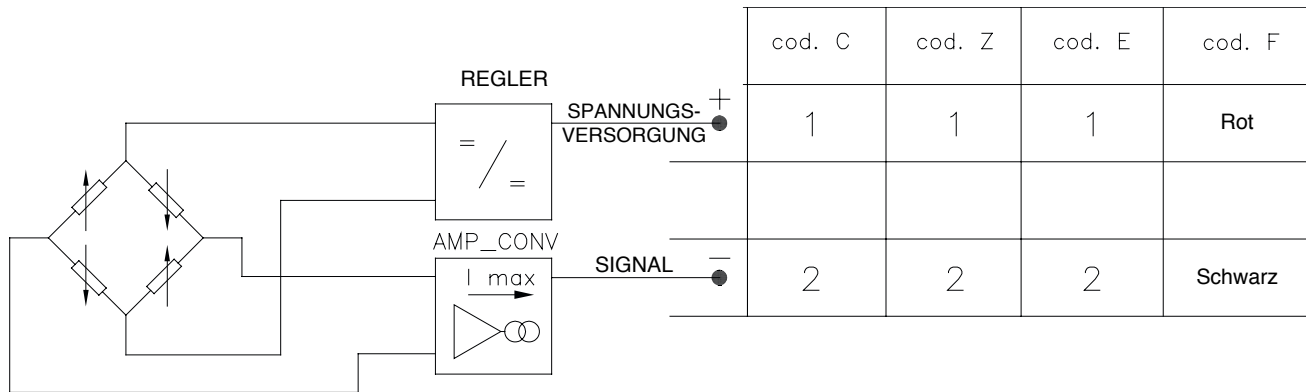 cod. C cod. Z cod. E cod. F
REGLER
SPANNUNGS-
VERSORGUNG
+ 1 1 1 Rot
= / =
AMP_CONV
I max
SIGNAL
− 2 2 2 Schwarz